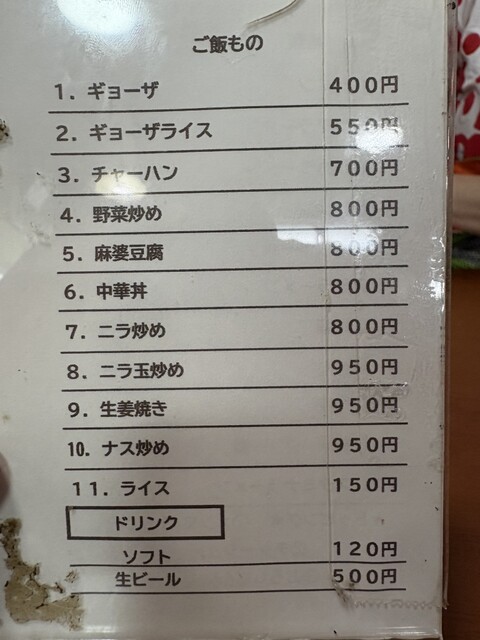 ご飯もの
1. ギョーザ 400円
2. ギョーザライス 550円
3. チャーハン 700円
4. 野菜炒め 800円
5. 麻婆豆腐 800円
6. 中華丼 800円
7. ニラ炒め 800円
8. ニラ玉炒め 950円
9. 生姜焼き 950円
10. ナス炒め 950円
11. ライス 150円
ドリンク
ソフト 120円
生ビール 500円